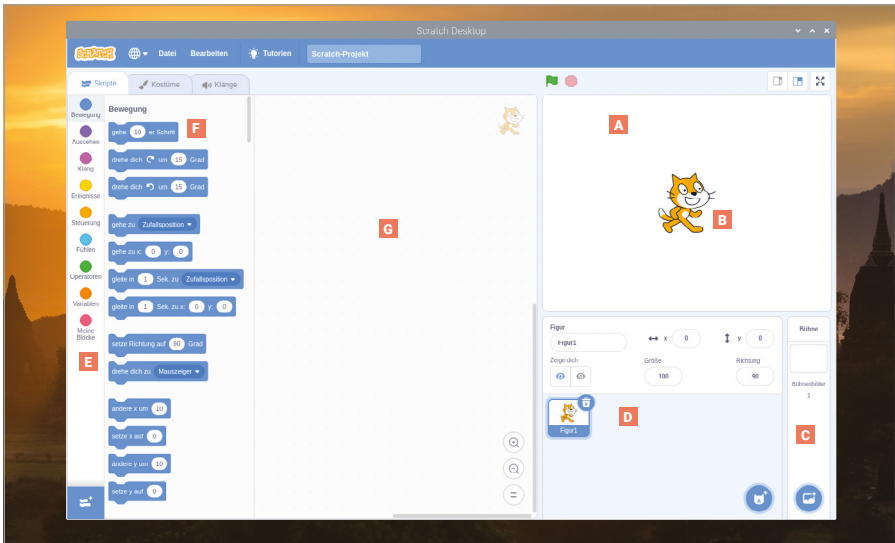 Scratch Desktop
SCRATCH
Datei Bearbeiten Tutorien Scratch-Projekt
Skripte Kostüme Klänge
Bewegung
Aussehen
Klang
Ereignisse
Steuerung
Fühlen
Operatoren
Variablen
Meine
Blöcke
E
Bewegung
gehe 10 er Schritt
F
drehe dich um 15 Grad
drehe dich um 15 Grad
gehe zu Zufallsposition
gehe zu x: 0 y: 0
gleite in 1 Sek. zu Zufallsposition
gleite in 1 Sek. zu x: 0 y: 0
setze Richtung auf 90 Grad
drehe dich zu Mauszeiger
ändere x um 10
setze x auf 0
ändere y um 10
setze y auf 0
G
A
B
Figur
Figur1
x 0
y 0
Zeige dich
Größe
100
Richtung
90
Figur1
D
Bühne
Bühnenbilder
1
C